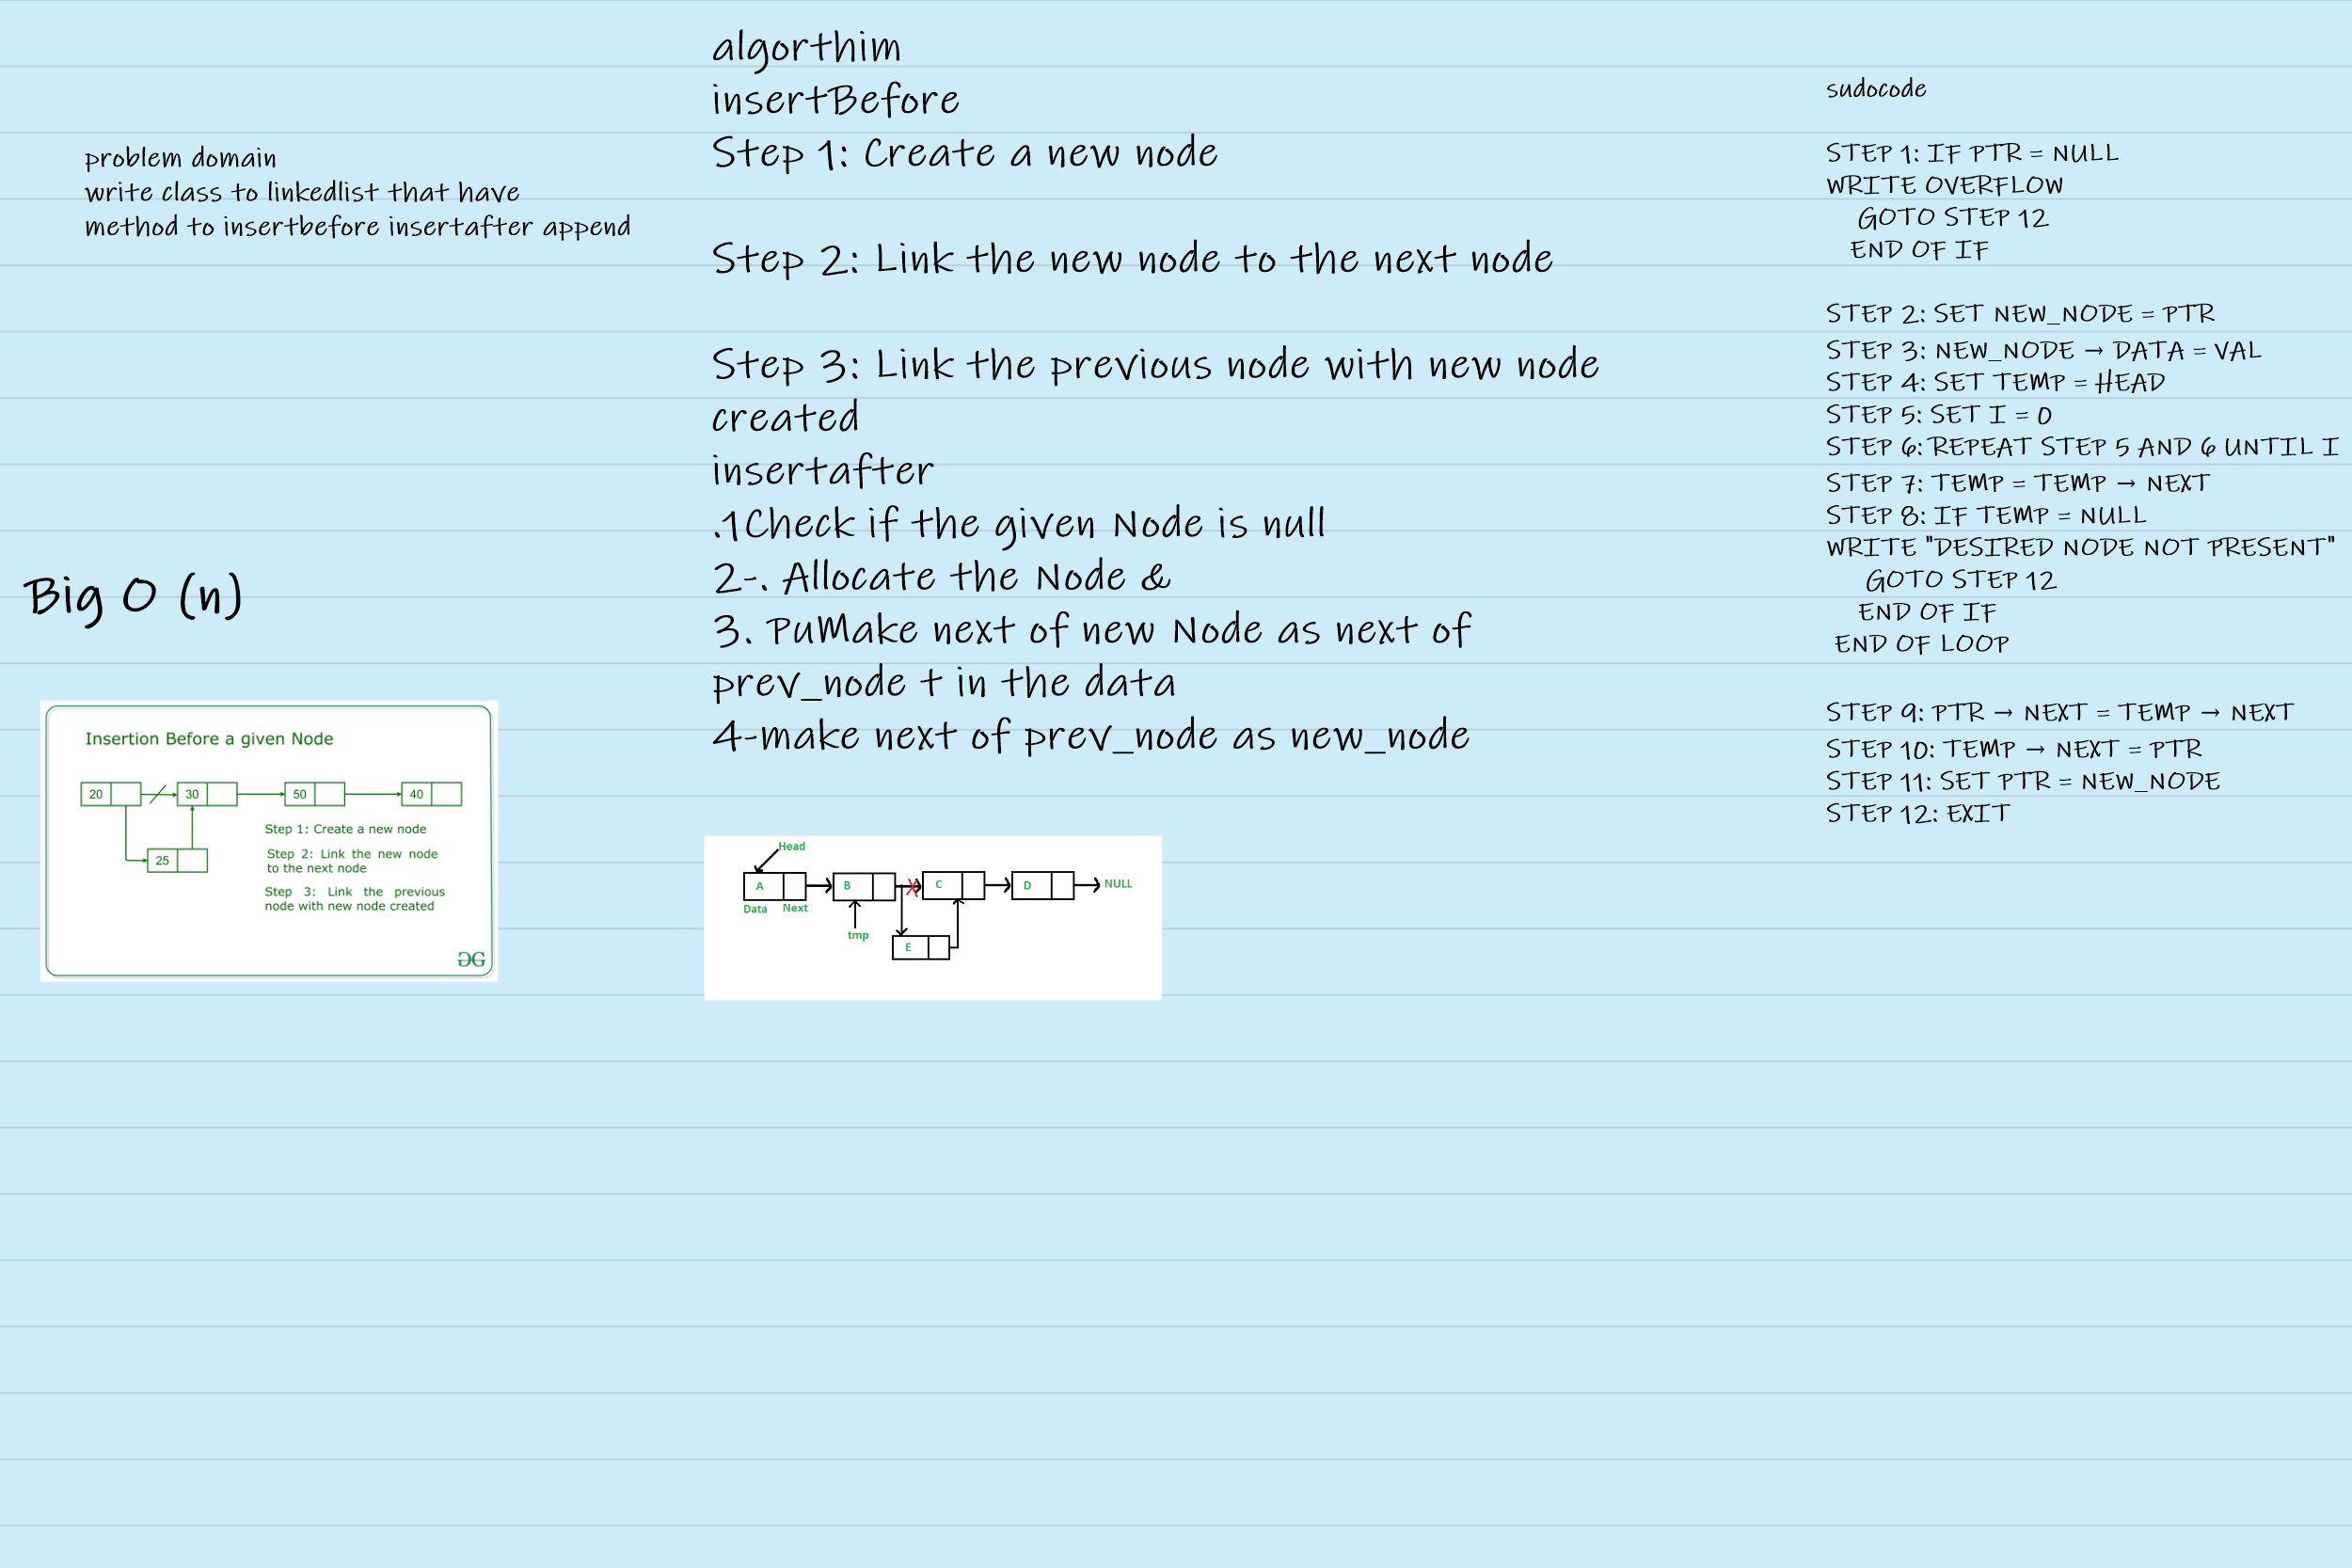 problem domain
write class to linkedlist that have
method to insertbefore insertafter append
Big O (n)
Insertion Before a given Node
20
30
50
40
25
Step 1: Create a new node
Step 2: Link the new node
to the next node
Step 3: Link the previous
node with new node created
algorthim
insertBefore
Step 1: Create a new node
Step 2: Link the new node to the next node
Step 3: Link the previous node with new node
created
insertafter
.1Check if the given Node is null
2-. Allocate the Node &
3. PuMake next of new Node as next of
prev_node t in the data
4-make next of prev_node as new_node
Head
A
B
C
D
NULL
Data
Next
tmp
E
sudocode
STEP 1: IF PTR = NULL
WRITE OVERFLOW
GOTO STEP 12
END OF IF
STEP 2: SET NEW_NODE = PTR
STEP 3: NEW_NODE → DATA = VAL
STEP 4: SET TEMP = HEAD
STEP 5: SET I = 0
STEP 6: REPEAT STEP 5 AND 6 UNTIL I
STEP 7: TEMP = TEMP → NEXT
STEP 8: IF TEMP = NULL
WRITE "DESIRED NODE NOT PRESENT"
GOTO STEP 12
END OF IF
END OF LOOP
STEP 9: PTR → NEXT = TEMP → NEXT
STEP 10: TEMP → NEXT = PTR
STEP 11: SET PTR = NEW_NODE
STEP 12: EXIT